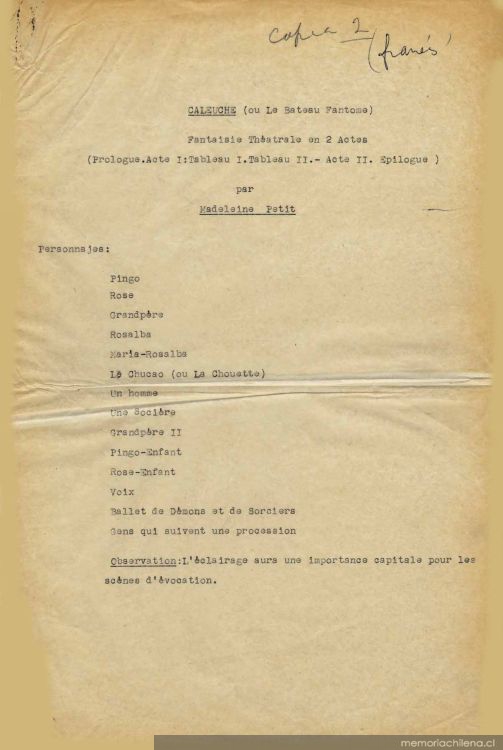 copia 2
(francés)
CALEUCHE (ou Le Bateau Fantome)
Fantaisie Théatrale en 2 Actes
(Prologue.Acte I:Tableau I.Tableau II.- Acte II. Epilogue )
par
Madeleine Petit
Personnajes:
Pingo
Rose
Grandpère
Rosalba
Maria-Rosalba
Le Chucao (ou La Chouette)
Un homme
Une Socière
Grandpère II
Pingo-Enfant
Rose-Enfant
Voix
Ballet de Démons et de Sorciers
Gens qui suivent une procession
Observation:L'éclairage aura une importance capitale pour les
scènes d'évocation.
memoriachilena.cl